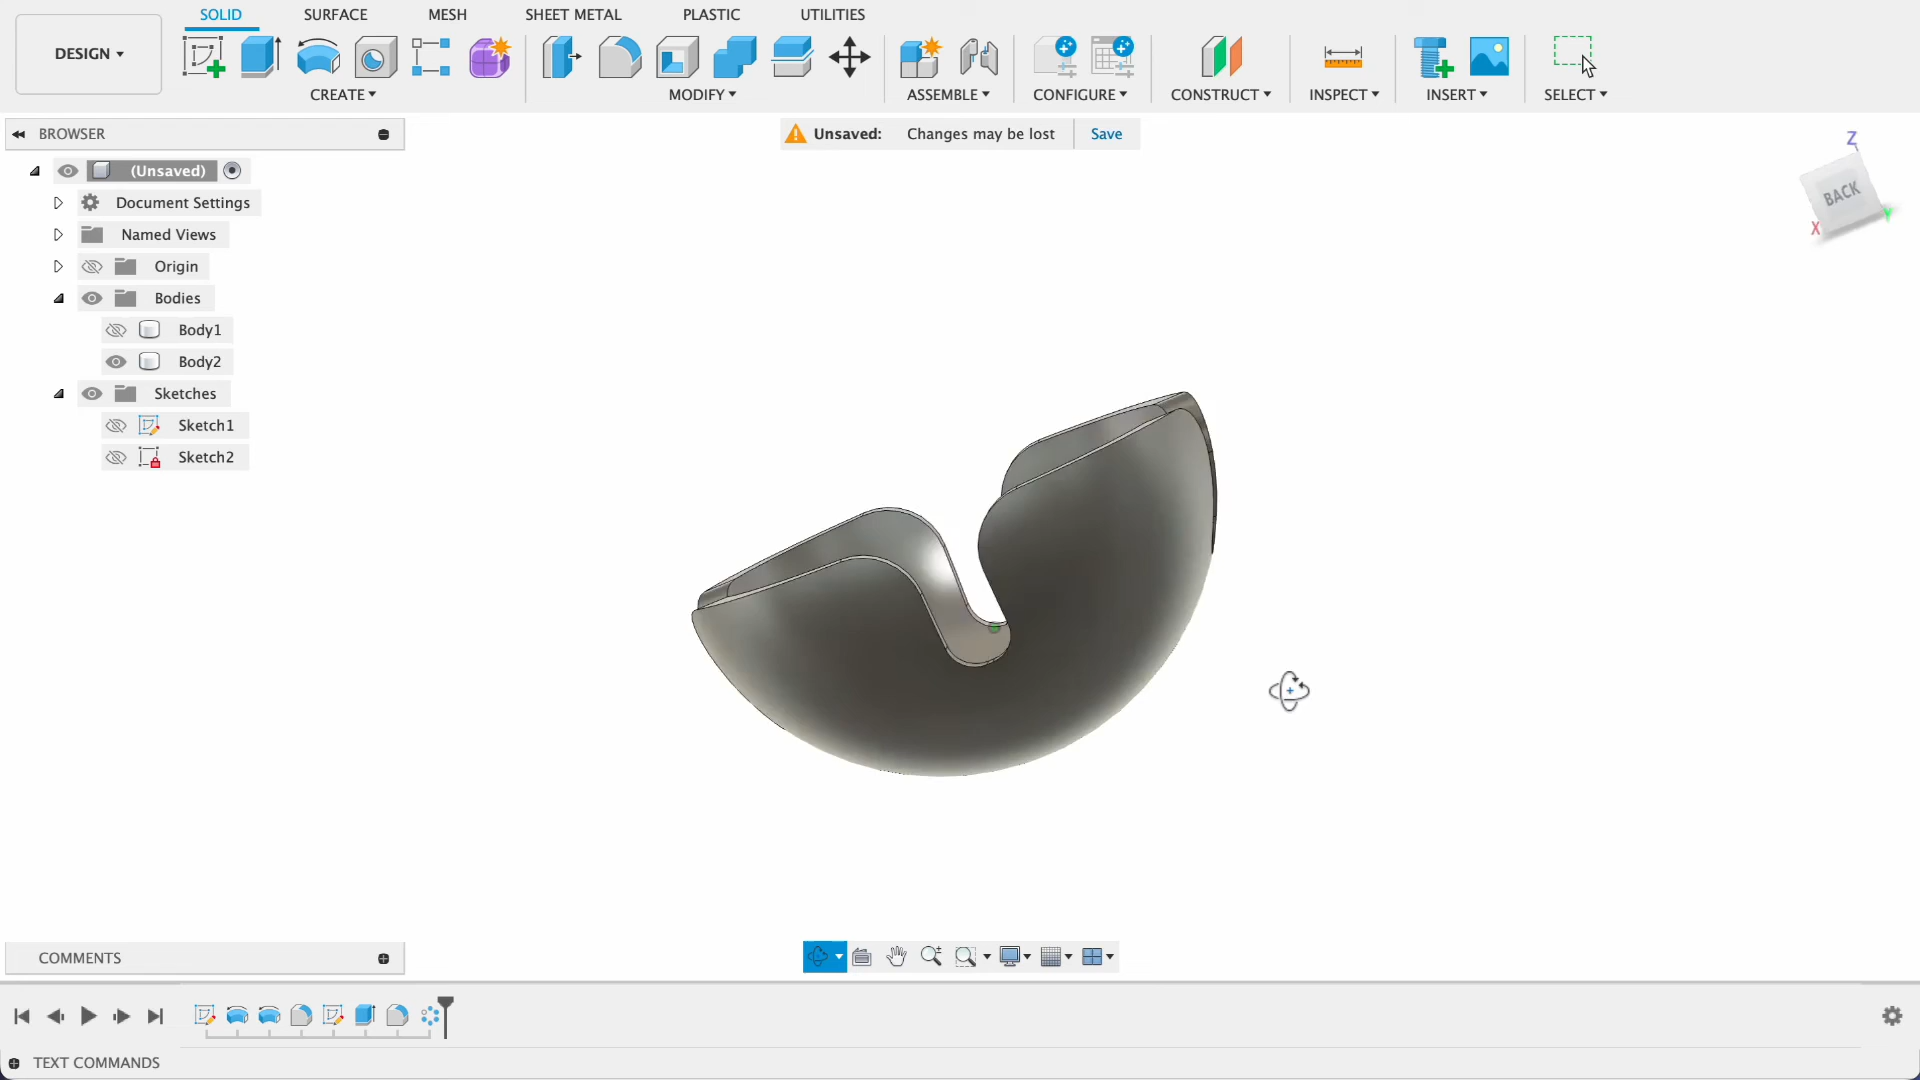 SOLID SURFACE MESH SHEET METAL PLASTIC UTILITIES
DESIGN
CREATE MODIFY ASSEMBLE CONFIGURE CONSTRUCT INSPECT INSERT SELECT
BROWSER
Unsaved: Changes may be lost Save
(Unsaved)
Document Settings
Named Views
Origin
Bodies
Body1
Body2
Sketches
Sketch1
Sketch2
Z
BACK
X
Y
COMMENTS
TEXT COMMANDS